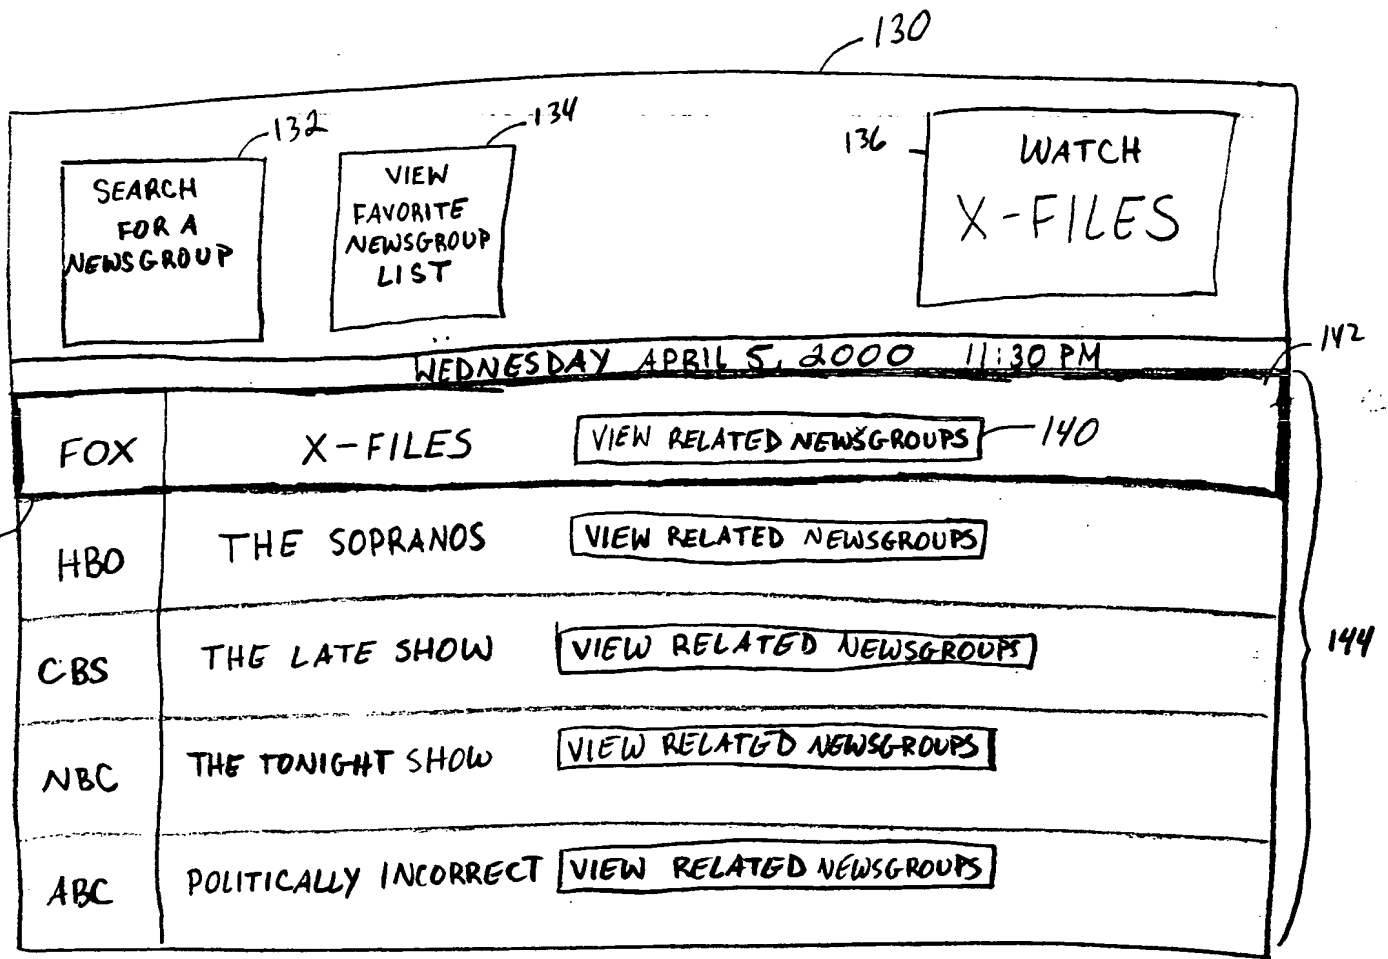 130
132
134
136
SEARCH
FOR A
NEWSGROUP
VIEW
FAVORITE
NEWSGROUP
LIST
WATCH
X-FILES
142
WEDNESDAY APRIL 5, 2000 11:30 PM
FOX X-FILES VIEW RELATED NEWSGROUPS 140
HBO THE SOPRANOS VIEW RELATED NEWSGROUPS
144
CBS THE LATE SHOW VIEW RELATED NEWSGROUPS
NBC THE TONIGHT SHOW VIEW RELATED NEWSGROUPS
ABC POLITICALLY INCORRECT VIEW RELATED NEWSGROUPS